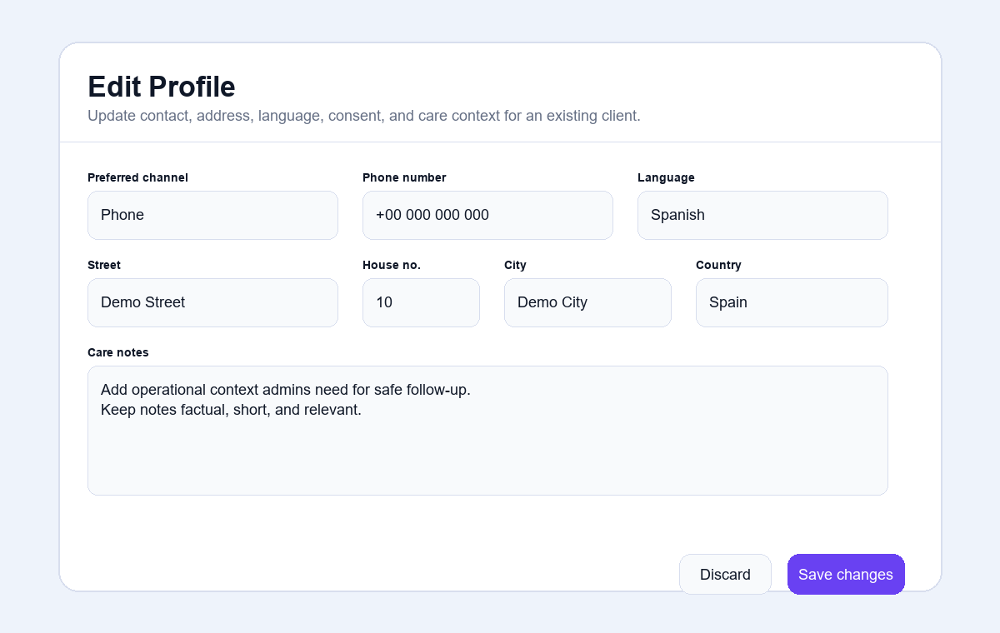 Edit Profile
Update contact, address, language, consent, and care context for an existing client.
Preferred channel
Phone number
Language
Phone
+00 000 000 000
Spanish
Street
House no.
City
Country
Demo Street
10
Demo City
Spain
Care notes
Add operational context admins need for safe follow-up.
Keep notes factual, short, and relevant.
Discard
Save changes